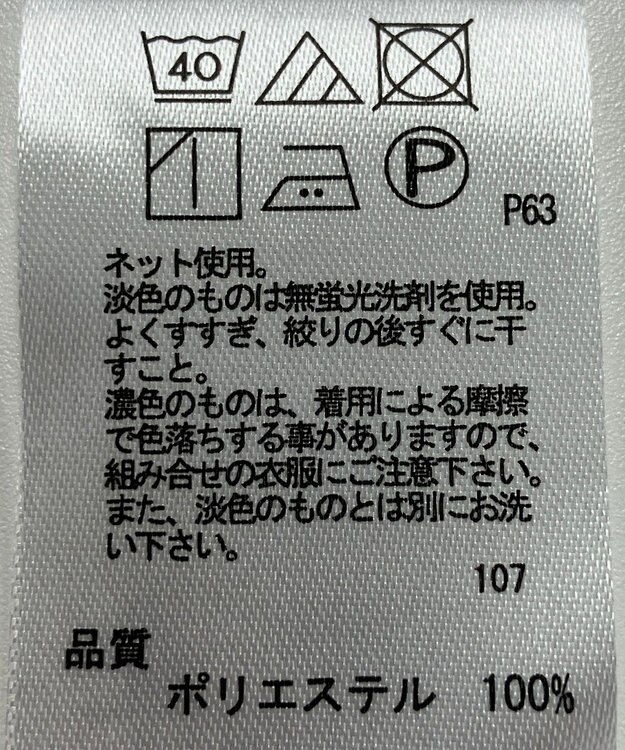 40
P
P63
ネット使用。
淡色のものは無蛍光洗剤を使用。
よくすすぎ、絞りの後すぐに干
すこと。
濃色のものは、着用による摩擦
で色落ちする事がありますので、
組み合せの衣服にご注意下さい。
また、淡色のものとは別にお洗
い下さい。
107
品質
ポリエステル 100%